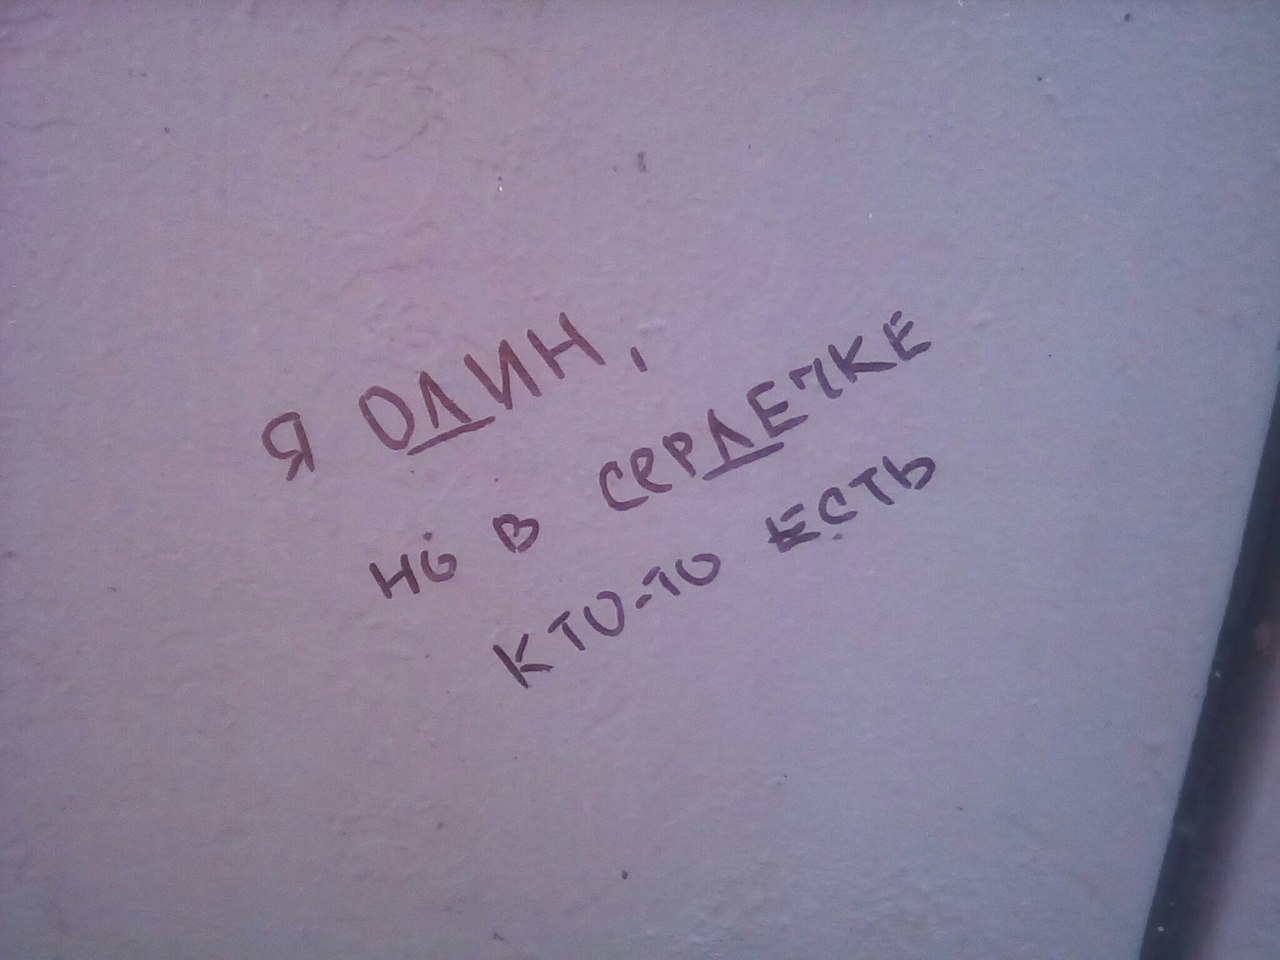 Я ОДИН,
НО В СЕРДЕЧКЕ
КТО-ТО ЕСТЬ